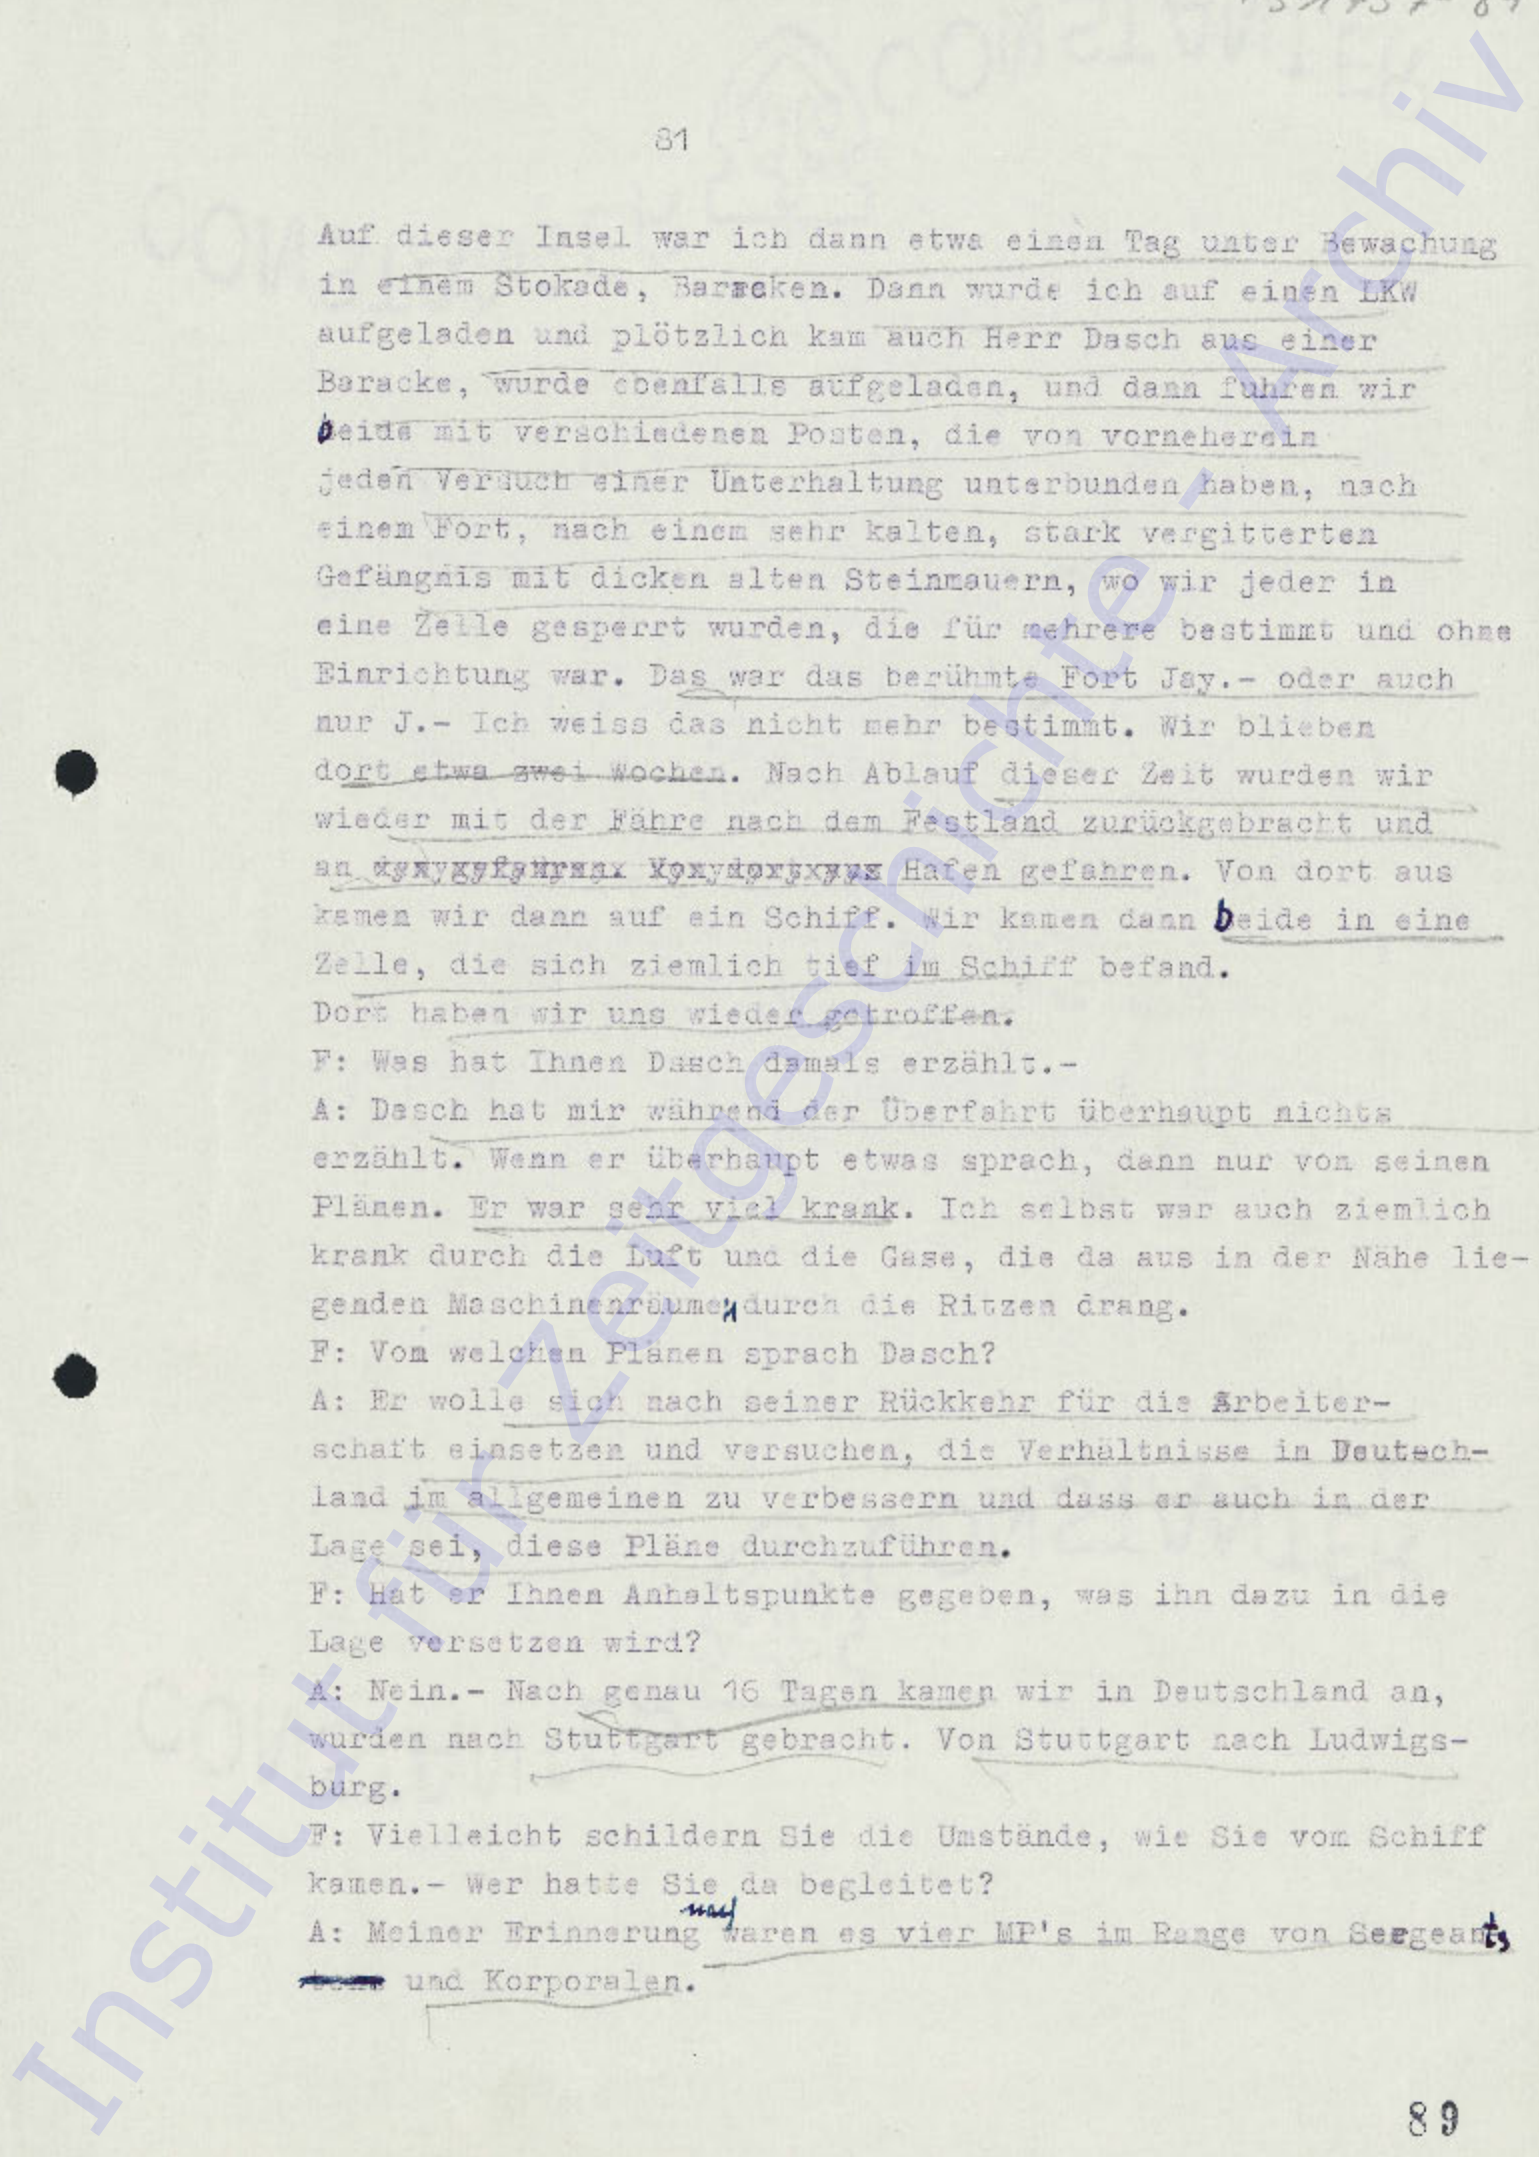 81
Auf dieser Insel war ich dann etwa einen Tag unter Bewachung
in einem Stokade, Baracken. Dann wurde ich auf einen LKW
aufgeladen und plötzlich kam auch Herr Dasch aus einer
Baracke, wurde ebenfalls aufgeladen, und dann fuhren wir
beide mit verschiedenen Posten, die von vorneherein
jeden Versuch einer Unterhaltung unterbunden haben, nach
einem Fort, nach einem sehr kalten, stark vergitterten
Gefängnis mit dicken alten Steinmauern, wo wir jeder in
eine Zelle gesperrt wurden, die für mehrere bestimmt und ohne
Einrichtung war. Das war das berühmte Fort Jay.- oder auch
nur J.- Ich weiss das nicht mehr bestimmt. Wir blieben
dort etwa zwei Wochen. Nach Ablauf dieser Zeit wurden wir
wieder mit der Fähre nach dem Festland zurückgebracht und
an Hafen gefahren. Von dort aus
kamen wir dann auf ein Schiff. Wir kamen dann beide in eine
Zelle, die sich ziemlich tief im Schiff befand.
Dort haben wir uns wieder getroffen.
F: Was hat Ihnen Dasch damals erzählt.-
A: Dasch hat mir während der Überfahrt überhaupt nichts
erzählt. Wenn er überhaupt etwas sprach, dann nur von seinen
Plänen. Er war sehr viel krank. Ich selbst war auch ziemlich
krank durch die Luft und die Gase, die da aus in der Nähe lie-
genden Maschinenräumen durch die Ritzen drang.
F: Von welchen Plänen sprach Dasch?
A: Er wolle sich nach seiner Rückkehr für die Arbeiter-
schaft einsetzen und versuchen, die Verhältnisse in Deutsch-
land im allgemeinen zu verbessern und dass er auch in der
Lage sei, diese Pläne durchzuführen.
F: Hat er Ihnen Anhaltspunkte gegeben, was ihn dazu in die
Lage versetzen wird?
A: Nein.- Nach genau 16 Tagen kamen wir in Deutschland an,
wurden nach Stuttgart gebracht. Von Stuttgart nach Ludwigs-
burg.
F: Vielleicht schildern Sie die Umstände, wie Sie vom Schiff
kamen.- Wer hatte Sie da begleitet?
A: Meiner Erinnerung nach waren es vier MP's im Range von Sergeants
und Korporalen.
89
Institut für Zeitgeschichte - Archiv